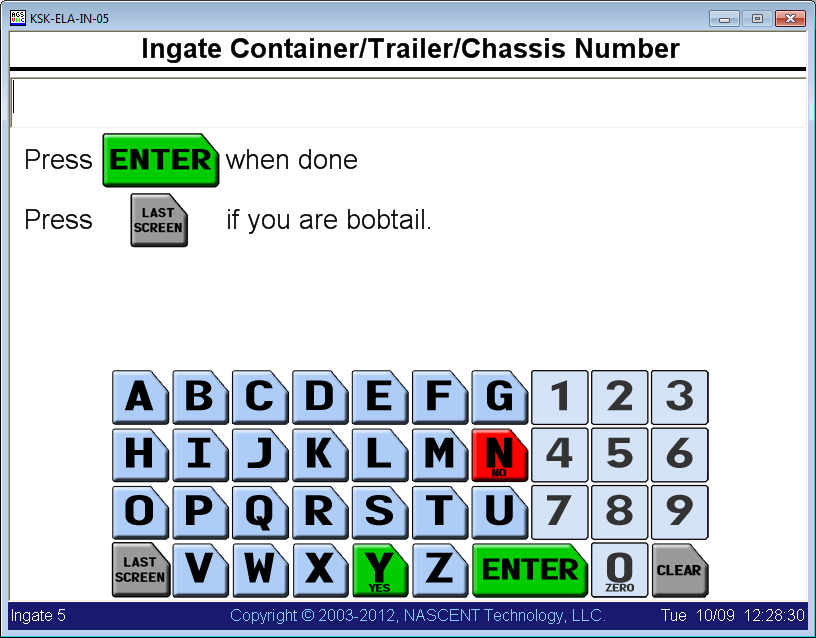 AGS
UNC
KSK-ELA-IN-05
Ingate Container/Trailer/Chassis Number
Press ENTER when done
Press LAST SCREEN if you are bobtail.
A B C D E F G 1 2 3
H I J K L M N NO 4 5 6
O P Q R S T U 7 8 9
LAST SCREEN V W X Y YES Z ENTER 0 ZERO CLEAR
Ingate 5 Copyright © 2003-2012, NASCENT Technology, LLC. Tue 10/09 12:28:30